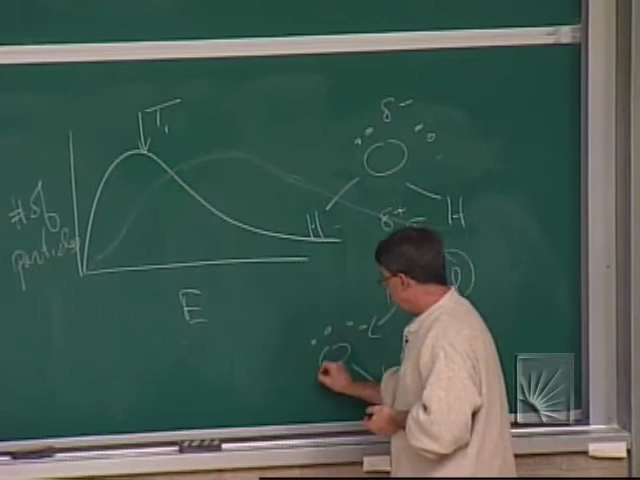 T₁
# of
particles
E
δ⁻
O
H
H
δ⁺